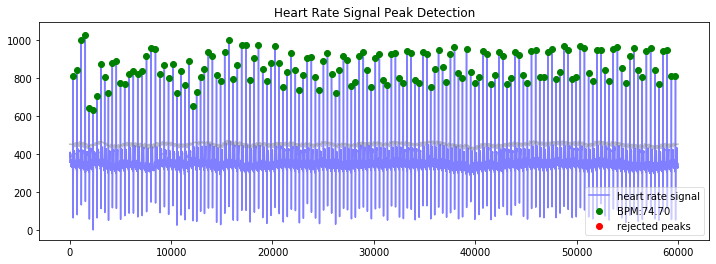 Heart Rate Signal Peak Detection
1000
800
600
400
200
0
heart rate signal
BPM:74.70
rejected peaks
0 10000 20000 30000 40000 50000 60000